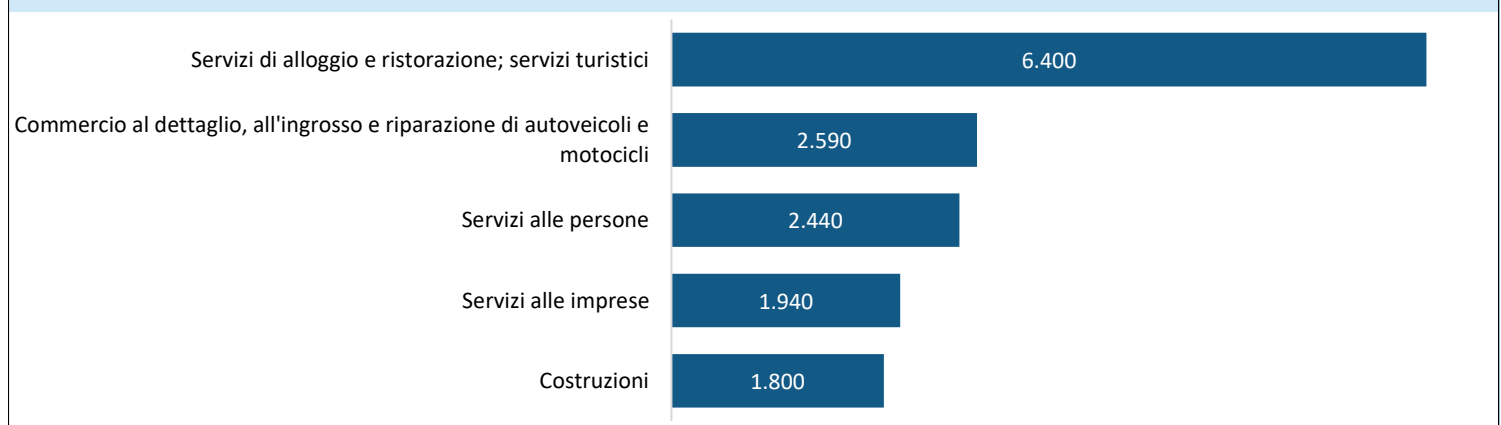 Servizi di alloggio e ristorazione; servizi turistici
6.400
Commercio al dettaglio, all'ingrosso e riparazione di autoveicoli e
motocicli
2.590
Servizi alle persone
2.440
Servizi alle imprese
1.940
Costruzioni
1.800